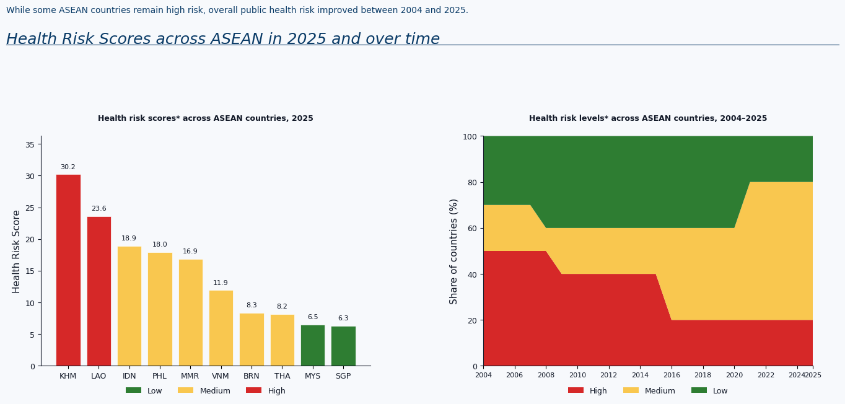 While some ASEAN countries remain high risk, overall public health risk improved between 2004 and 2025.
Health Risk Scores across ASEAN in 2025 and over time
Health risk scores* across ASEAN countries, 2025
Health Risk Score
35
30
25
20
15
10
5
0
30.2
23.6
18.9
18.0
16.9
11.9
8.3
8.2
6.5
6.3
KHM LAO IDN PHL MMR VNM BRN THA MYS SGP
Low Medium High
Health risk levels* across ASEAN countries, 2004–2025
Share of countries (%)
100
80
60
40
20
0
2004 2006 2008 2010 2012 2014 2016 2018 2020 2022 2024 2025
High Medium Low